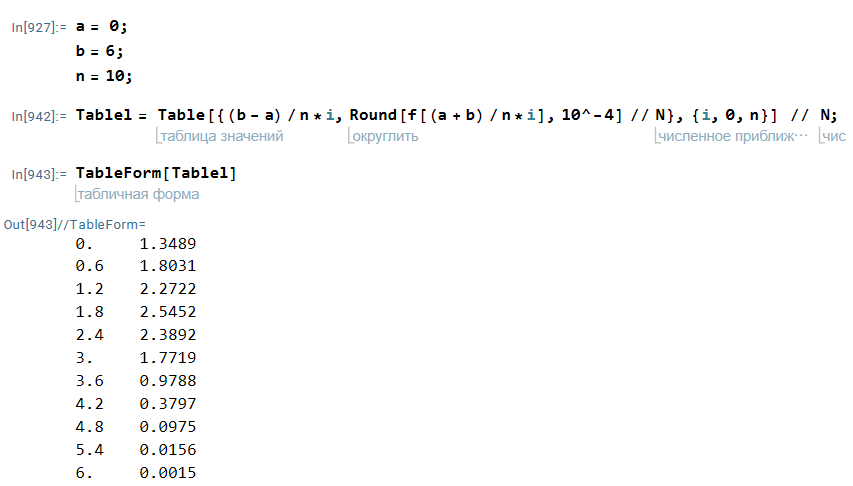 In[927]:= a = 0;
b = 6;
n = 10;
In[942]:= Table1 = Table[{(b - a) / n * i, Round[f[(a + b) / n * i], 10^-4] // N}, {i, 0, n}] // N;
таблица значений округлить численное приближ⋯ чис
In[943]:= TableForm[Table1]
табличная форма
Out[943]//TableForm=
0. 1.3489
0.6 1.8031
1.2 2.2722
1.8 2.5452
2.4 2.3892
3. 1.7719
3.6 0.9788
4.2 0.3797
4.8 0.0975
5.4 0.0156
6. 0.0015